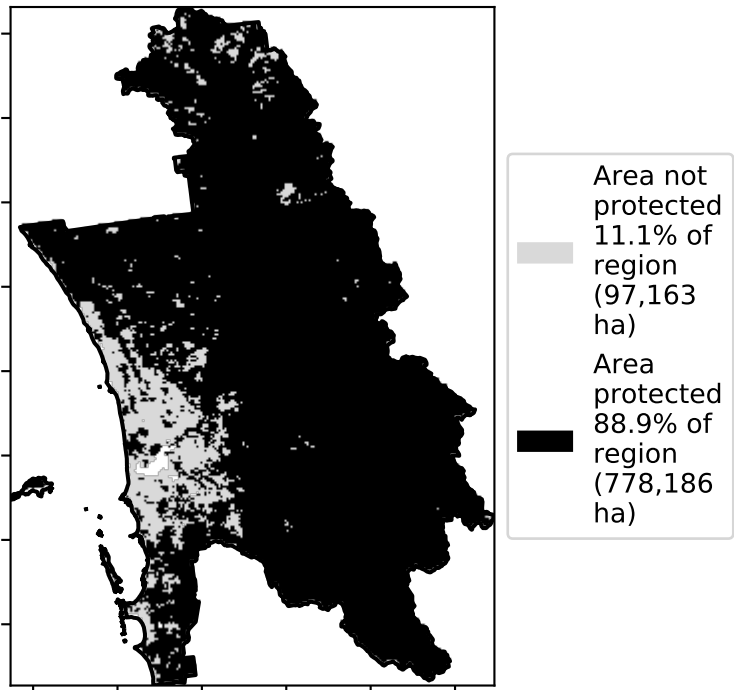 Area not
protected
11.1% of
region
(97,163
ha)
Area
protected
88.9% of
region
(778,186
ha)